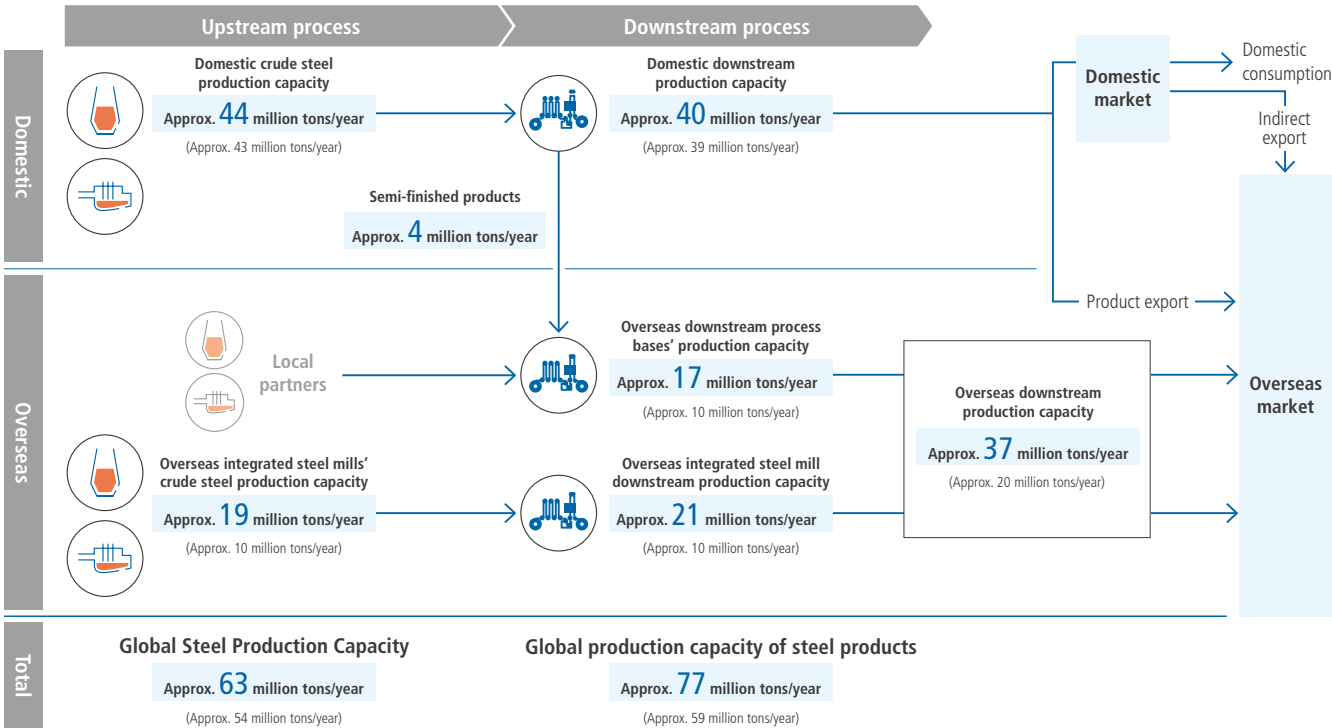 Upstream process
Downstream process
Domestic
Domestic crude steel
production capacity
Approx. 44 million tons/year
(Approx. 43 million tons/year)
Domestic downstream
production capacity
Approx. 40 million tons/year
(Approx. 39 million tons/year)
Domestic
market
Domestic
consumption
Indirect
export
Semi-finished products
Approx. 4 million tons/year
Product export
Overseas
Local
partners
Overseas downstream process
bases’ production capacity
Approx. 17 million tons/year
(Approx. 10 million tons/year)
Overseas integrated steel mills’
crude steel production capacity
Approx. 19 million tons/year
(Approx. 10 million tons/year)
Overseas integrated steel mill
downstream production capacity
Approx. 21 million tons/year
(Approx. 10 million tons/year)
Overseas downstream
production capacity
Approx. 37 million tons/year
(Approx. 20 million tons/year)
Overseas
market
Total
Global Steel Production Capacity
Approx. 63 million tons/year
(Approx. 54 million tons/year)
Global production capacity of steel products
Approx. 77 million tons/year
(Approx. 59 million tons/year)